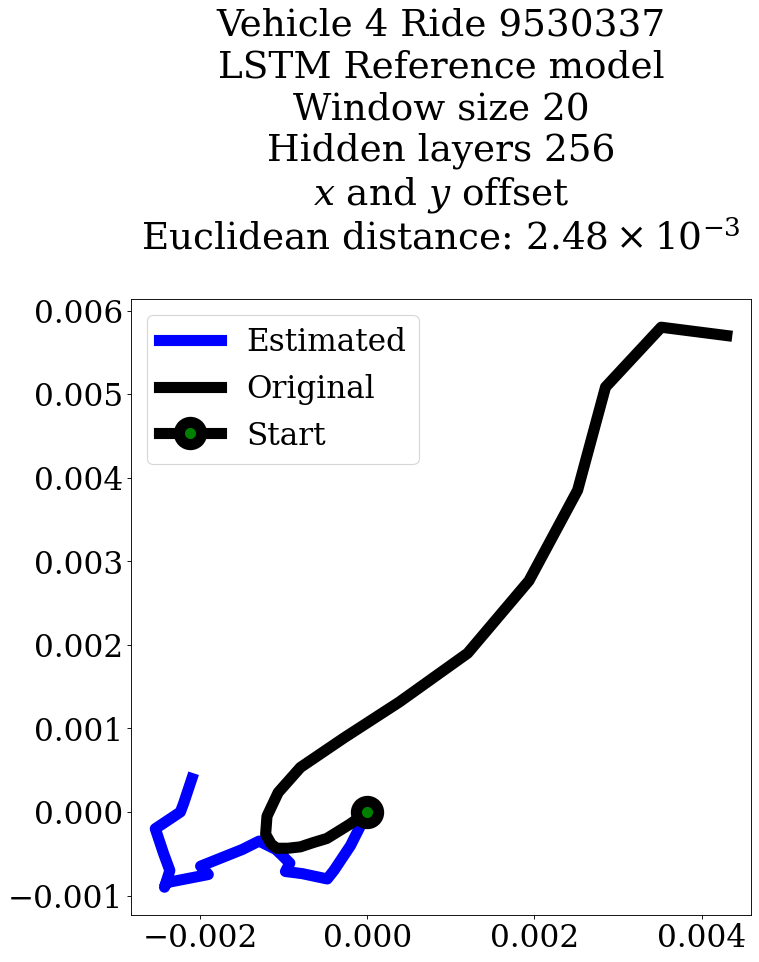 Vehicle 4 Ride 9530337
LSTM Reference model
Window size 20
Hidden layers 256
x and y offset
Euclidean distance: 2.48 × 10⁻³
0.006
Estimated
0.005
Original
Start
0.004
0.003
0.002
0.001
0.000
−0.001
−0.002 0.000 0.002 0.004